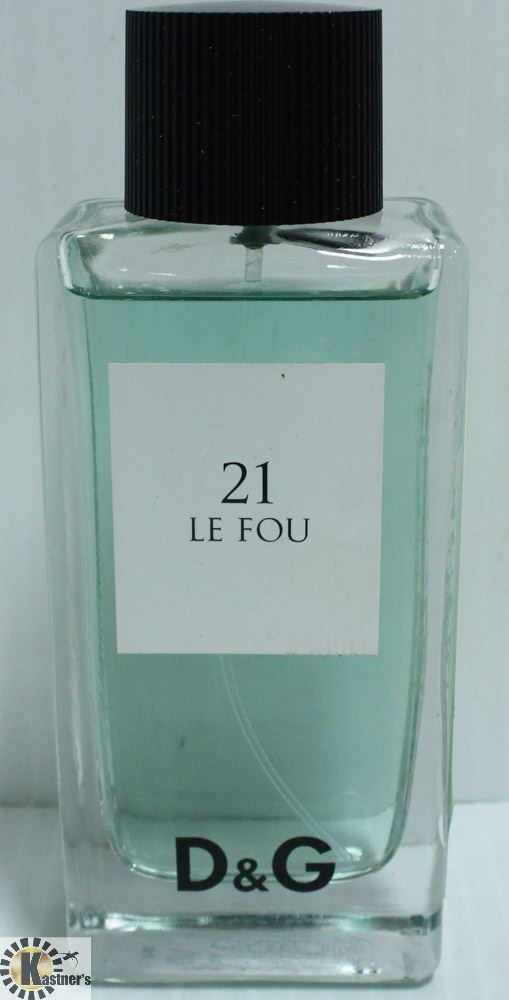 21
LE FOU
D&G
Kastner's